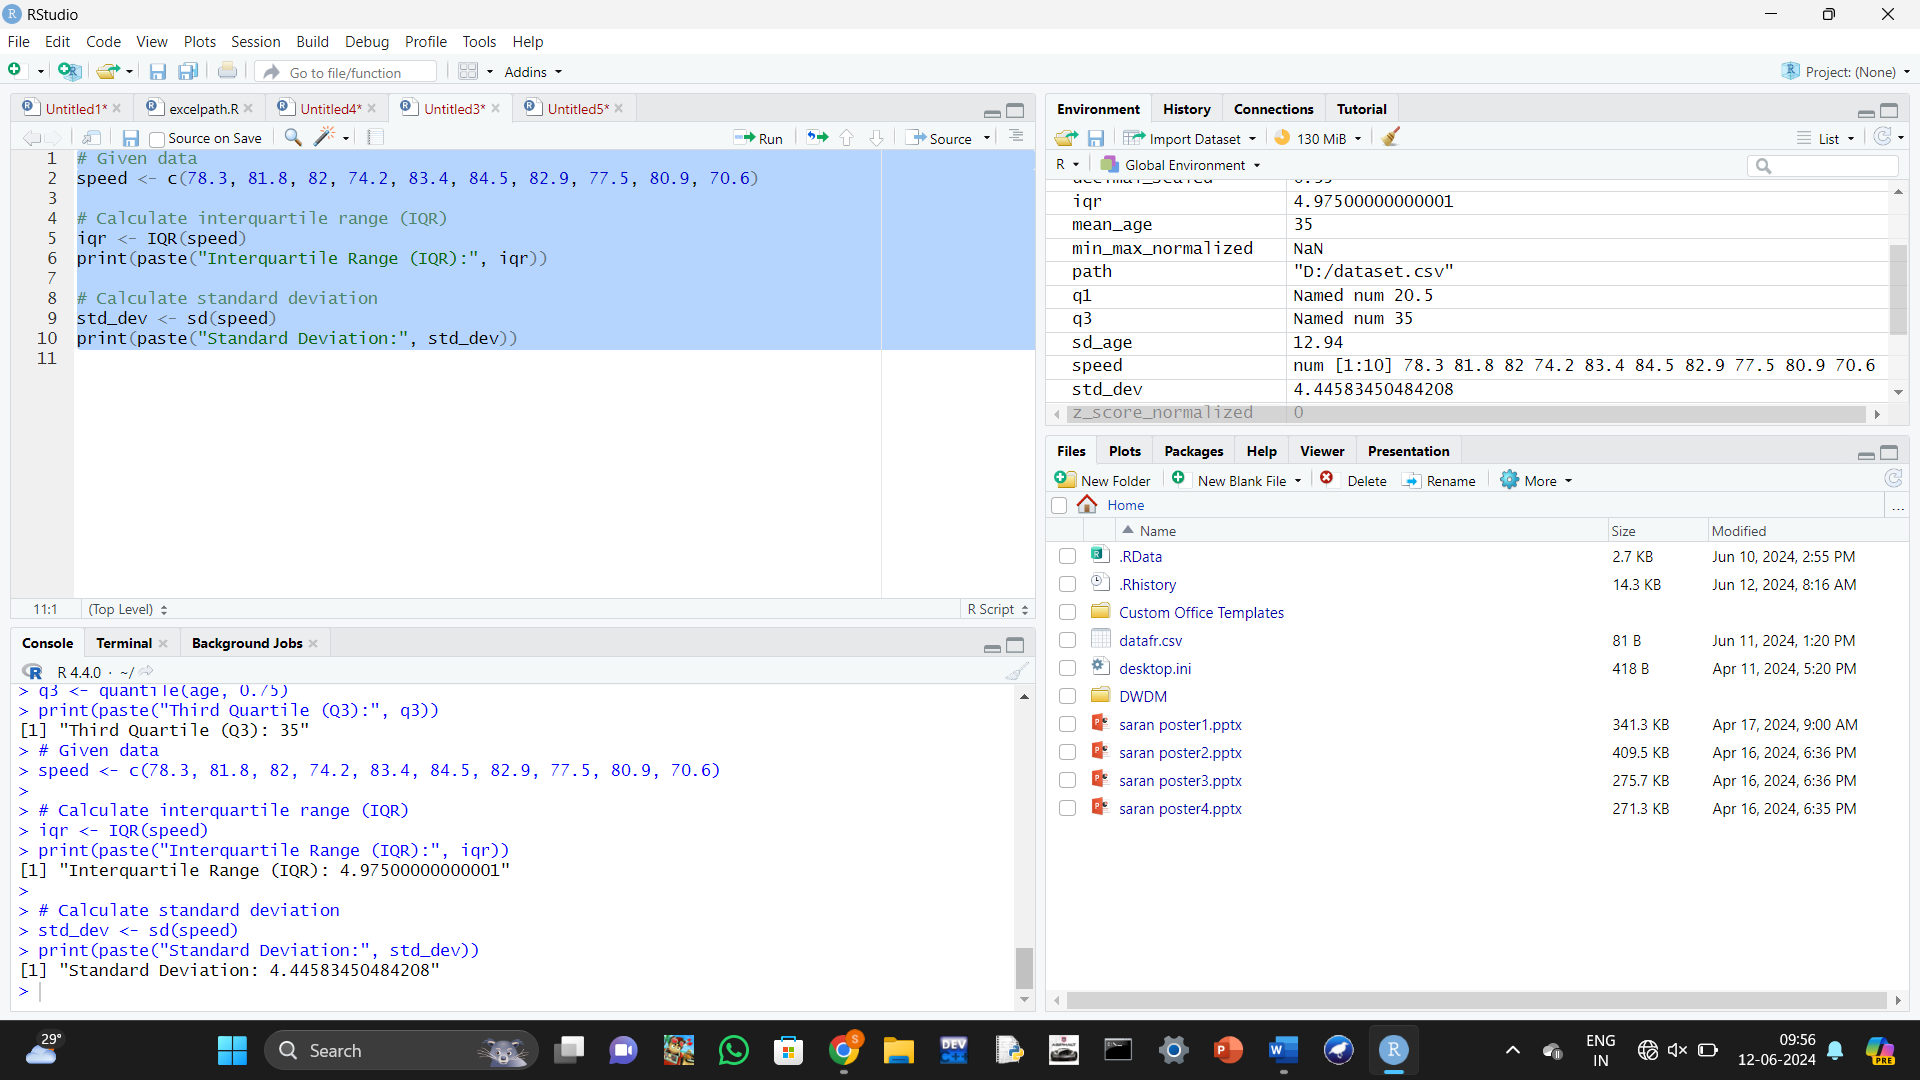 RStudio
File Edit Code View Plots Session Build Debug Profile Tools Help
Go to file/function Addins Project: (None)
Untitled1* excelpath.R Untitled4* Untitled3* Untitled5*
Source on Save Run Source
1 # Given data
2 speed <- c(78.3, 81.8, 82, 74.2, 83.4, 84.5, 82.9, 77.5, 80.9, 70.6)
3
4 # Calculate interquartile range (IQR)
5 iqr <- IQR(speed)
6 print(paste("Interquartile Range (IQR):", iqr))
7
8 # Calculate standard deviation
9 std_dev <- sd(speed)
10 print(paste("Standard Deviation:", std_dev))
11
11:1 (Top Level) R Script
Console Terminal Background Jobs
R 4.4.0 · ~/
> q3 <- quantile(age, 0.75)
> print(paste("Third Quartile (Q3):", q3))
[1] "Third Quartile (Q3): 35"
> # Given data
> speed <- c(78.3, 81.8, 82, 74.2, 83.4, 84.5, 82.9, 77.5, 80.9, 70.6)
>
> # Calculate interquartile range (IQR)
> iqr <- IQR(speed)
> print(paste("Interquartile Range (IQR):", iqr))
[1] "Interquartile Range (IQR): 4.97500000000001"
>
> # Calculate standard deviation
> std_dev <- sd(speed)
> print(paste("Standard Deviation:", std_dev))
[1] "Standard Deviation: 4.44583450484208"
>
Environment History Connections Tutorial
Import Dataset 130 MiB List
R Global Environment
iqr 4.97500000000001
mean_age 35
min_max_normalized NaN
path "D:/dataset.csv"
q1 Named num 20.5
q3 Named num 35
sd_age 12.94
speed num [1:10] 78.3 81.8 82 74.2 83.4 84.5 82.9 77.5 80.9 70.6
std_dev 4.44583450484208
z_score_normalized 0
Files Plots Packages Help Viewer Presentation
New Folder New Blank File Delete Rename More
Home ...
Name Size Modified
.RData 2.7 KB Jun 10, 2024, 2:55 PM
.Rhistory 14.3 KB Jun 12, 2024, 8:16 AM
Custom Office Templates
datafr.csv 81 B Jun 11, 2024, 1:20 PM
desktop.ini 418 B Apr 11, 2024, 5:20 PM
DWDM
saran poster1.pptx 341.3 KB Apr 17, 2024, 9:00 AM
saran poster2.pptx 409.5 KB Apr 16, 2024, 6:36 PM
saran poster3.pptx 275.7 KB Apr 16, 2024, 6:36 PM
saran poster4.pptx 271.3 KB Apr 16, 2024, 6:35 PM
29° Search DEV C++ ENG IN 09:56 12-06-2024 PRE